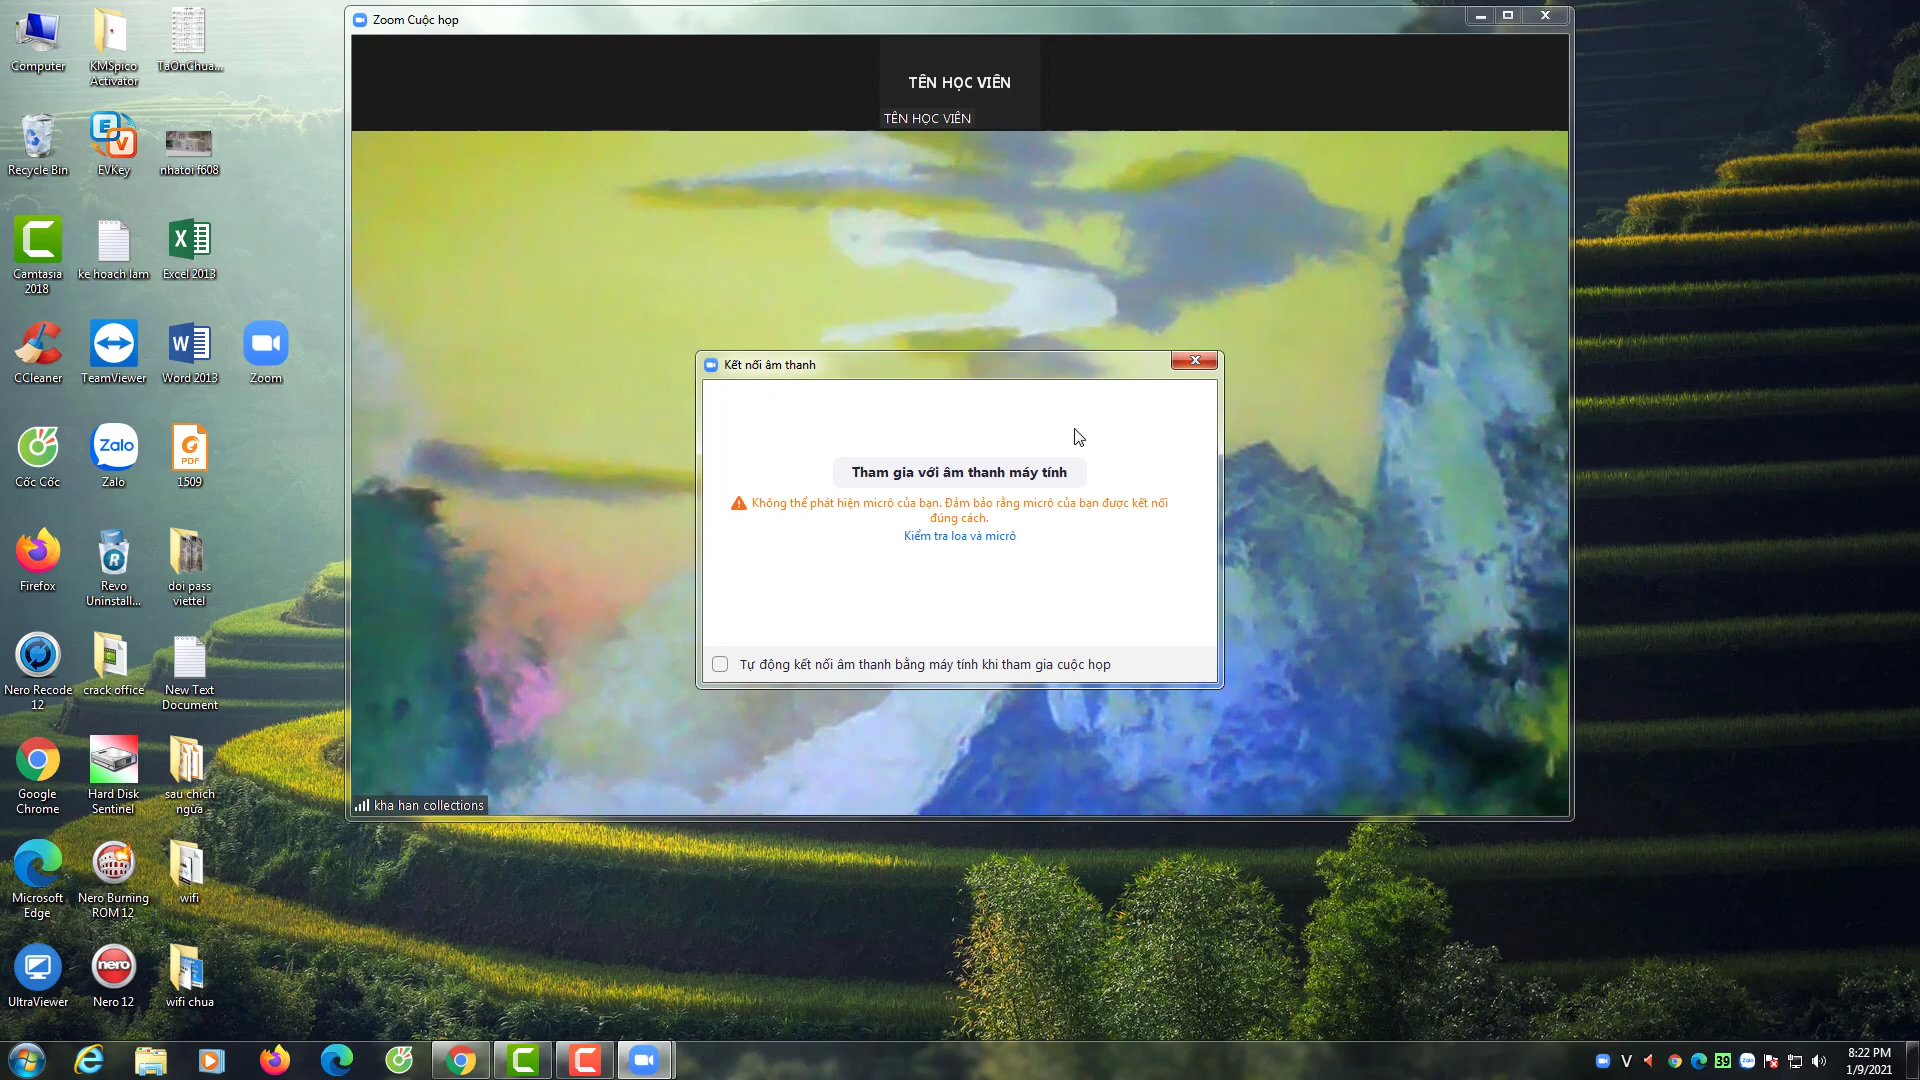 Zoom Cuộc họp
TÊN HỌC VIÊN
TÊN HỌC VIÊN
Kết nối âm thanh
Tham gia với âm thanh máy tính
Không thể phát hiện micrô của bạn. Đảm bảo rằng micrô của bạn được kết nối
đúng cách.
Kiểm tra loa và micrô
Tự động kết nối âm thanh bằng máy tính khi tham gia cuộc họp
kha han collections
Computer
KMSpico
Activator
TaOnChua...
Recycle Bin
EVKey
nhatoi f608
Camtasia
2018
ke hoach lam
Excel 2013
CCleaner
TeamViewer
Word 2013
Zoom
Cốc Cốc
Zalo
Zalo
PDF
1509
Firefox
Revo
Uninstall...
doi pass
viettel
Nero Recode
12
crack office
New Text
Document
Google
Chrome
Hard Disk
Sentinel
sau chích
ngừa
Microsoft
Edge
Nero Burning
ROM 12
wifi
UltraViewer
nero
Nero 12
wifi chua
V
39
8:22 PM
1/9/2021